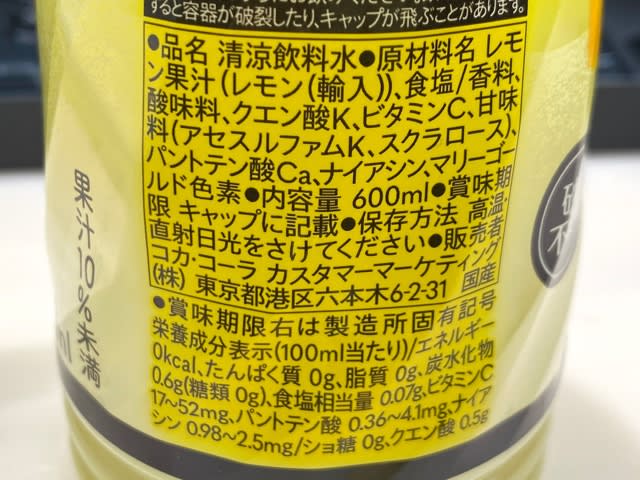 すると容器が破裂したり、キャップが飛ぶことがあります。
●品名 清涼飲料水●原材料名 レモ
ン果汁(レモン(輸入))、食塩/香料、
酸味料、クエン酸K、ビタミンC、甘味
料(アセスルファムK、スクラロース)、
パントテン酸Ca、ナイアシン、マリーゴー
ルド色素●内容量 600ml●賞味期
限 キャップに記載●保存方法 高温・
直射日光をさけてください●販売者
コカ・コーラ カスタマーマーケティング
(株) 東京都港区六本木6-2-31 国産
●賞味期限右は製造所固有記号
栄養成分表示(100ml当たり)/エネルギー
0kcal、たんぱく質 0g、脂質 0g、炭水化物
0.6g(糖類 0g)、食塩相当量 0.07g、ビタミンC
17~52mg、パントテン酸 0.36~4.1mg、ナイア
シン 0.98~2.5mg/ショ糖 0g、クエン酸 0.5g
果汁10%未満
ml
不